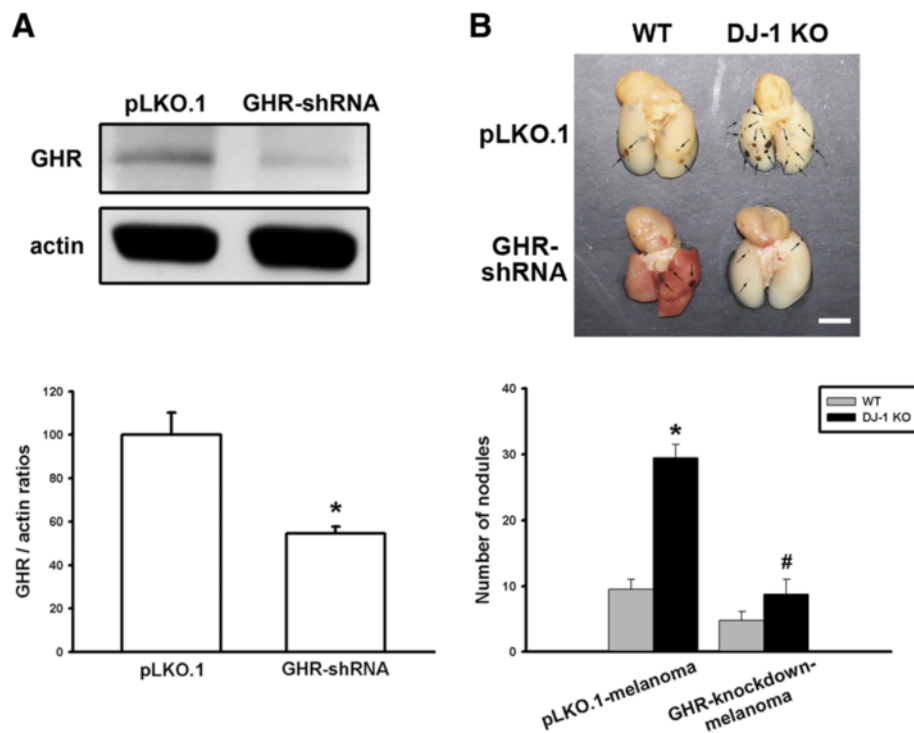 A
pLKO.1 GHR-shRNA
GHR
actin
120
100
80
60
40
20
0
GHR / actin ratios
*
pLKO.1 GHR-shRNA
B
WT DJ-1 KO
pLKO.1
GHR-
shRNA
40
30
20
10
0
Number of nodules
WT
DJ-1 KO
*
#
pLKO.1-melanoma
GHR-knockdown-
melanoma